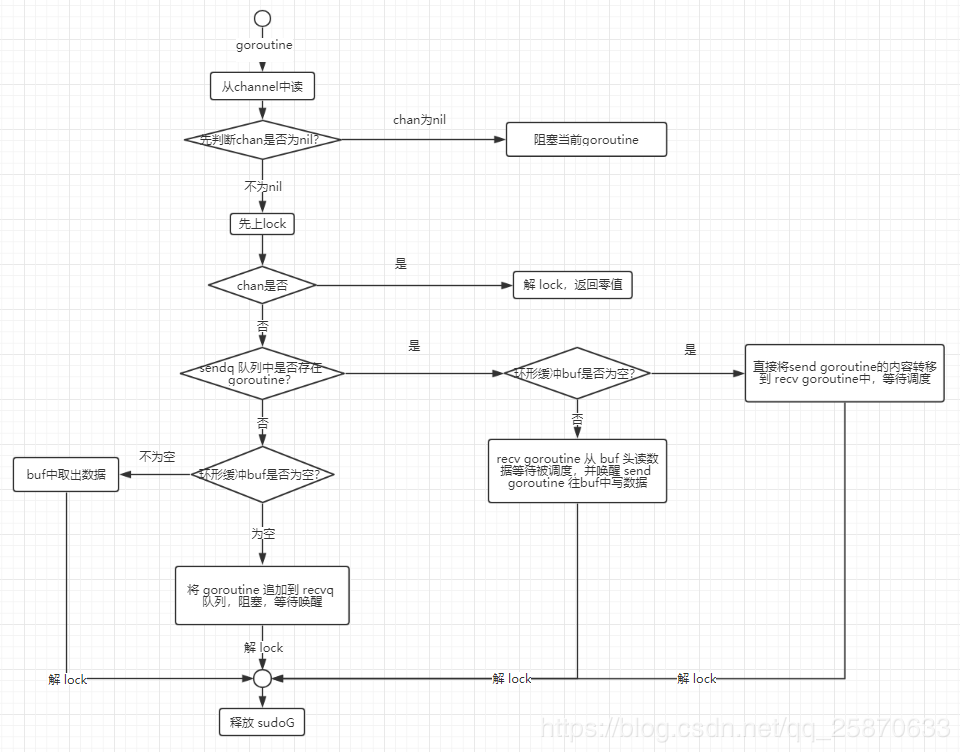 goroutine
从channel中读
先判断chan是否为nil?
chan为nil
阻塞当前goroutine
不为nil
先上lock
chan是否
是
解 lock，返回零值
否
sendq 队列中是否存在
goroutine?
是
环形缓冲buf是否为空?
是
直接将send goroutine的内容转移
到 recv goroutine中，等待调度
否
否
recv goroutine 从 buf 头读数
据等待被调度，并唤醒 send
goroutine 往buf中写数据
环形缓冲buf是否为空?
不为空
buf中取出数据
为空
将 goroutine 追加到 recvq
队列，阻塞，等待唤醒
解 lock
解 lock
解 lock
解 lock
释放 sudoG
https://blog.csdn.net/qq_25870633